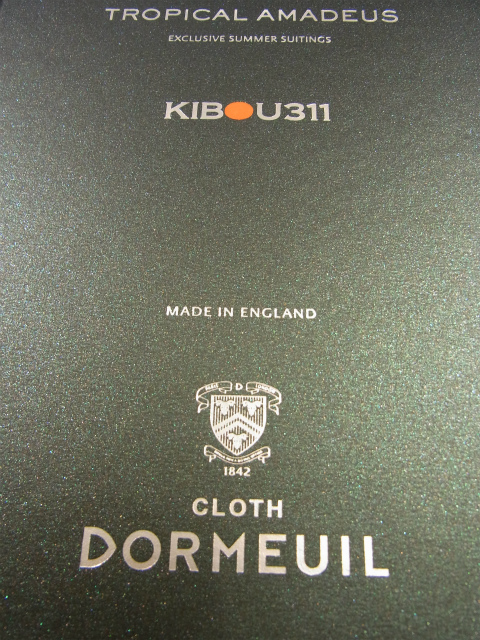 TROPICAL AMADEUS
EXCLUSIVE SUMMER SUITINGS
KIBOU311
MADE IN ENGLAND
D
1842
CLOTH
DORMEUIL